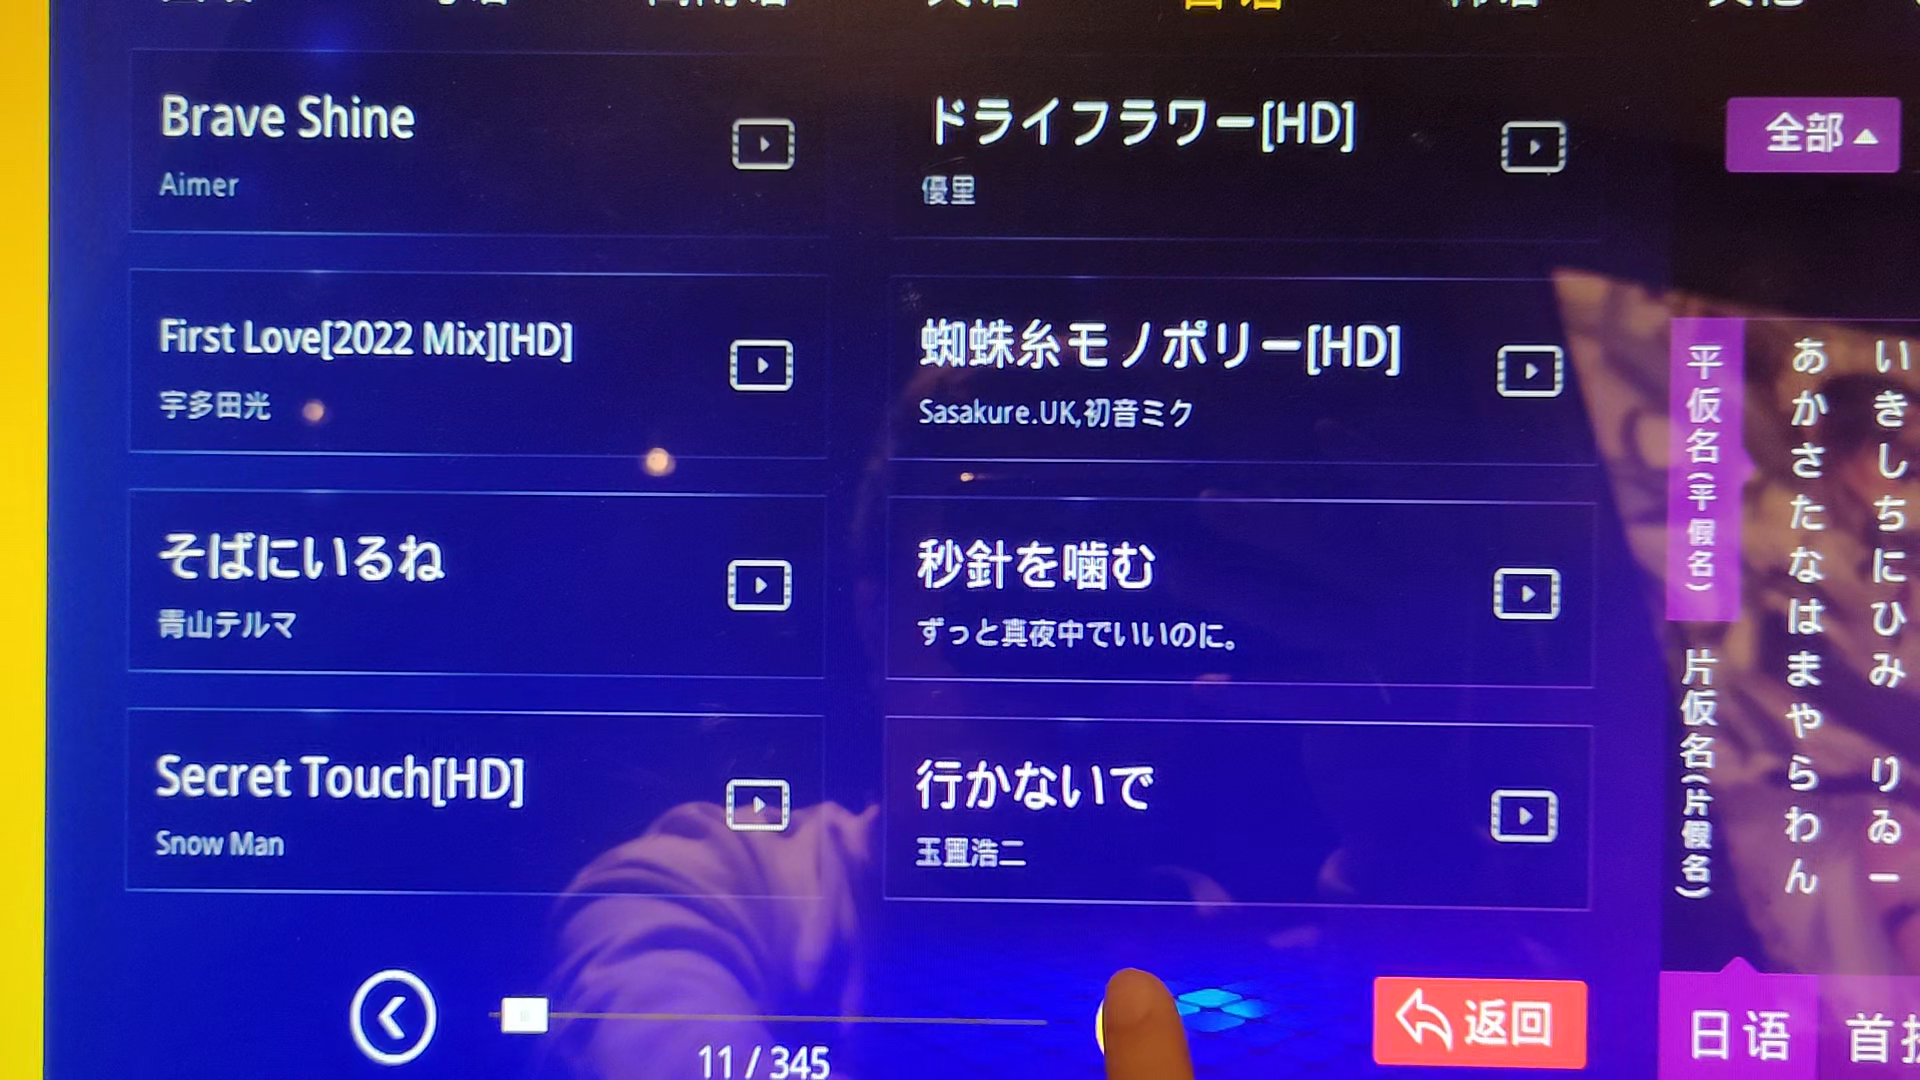 Brave Shine
Aimer
ドライフラワー[HD]
優里
全部
First Love[2022 Mix][HD]
宇多田光
蜘蛛糸モノポリー[HD]
Sasakure.UK,初音ミク
そばにいるね
青山テルマ
秒針を噛む
ずっと真夜中でいいのに。
Secret Touch[HD]
Snow Man
行かないで
玉置浩二
平仮名(平假名)
片仮名(片假名)
あかさたなはまやらわん
いきしちにひみ りゐー
11 / 345
返回
日语
首